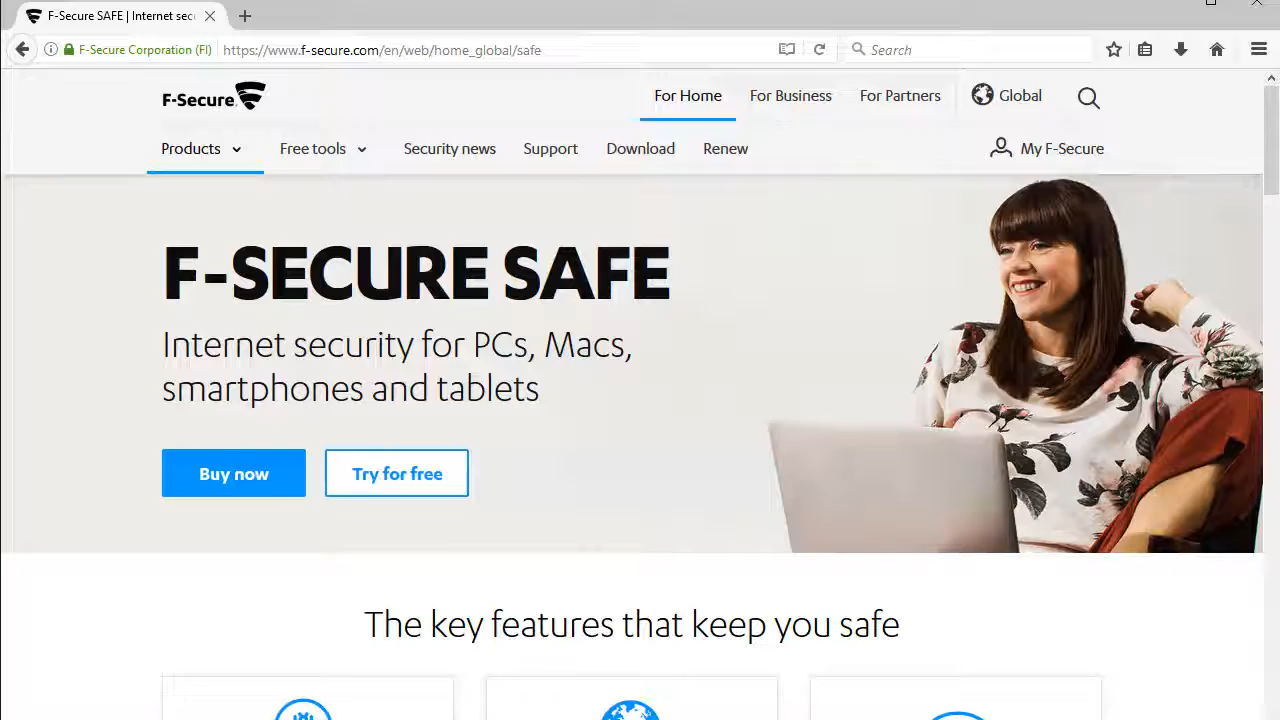 F-Secure SAFE | Internet sec
F-Secure Corporation (FI)
https://www.f-secure.com/en/web/home_global/safe
Search
F-Secure.
For Home
For Business
For Partners
Global
Products
Free tools
Security news
Support
Download
Renew
My F-Secure
F-SECURE SAFE
Internet security for PCs, Macs,
smartphones and tablets
Buy now
Try for free
The key features that keep you safe